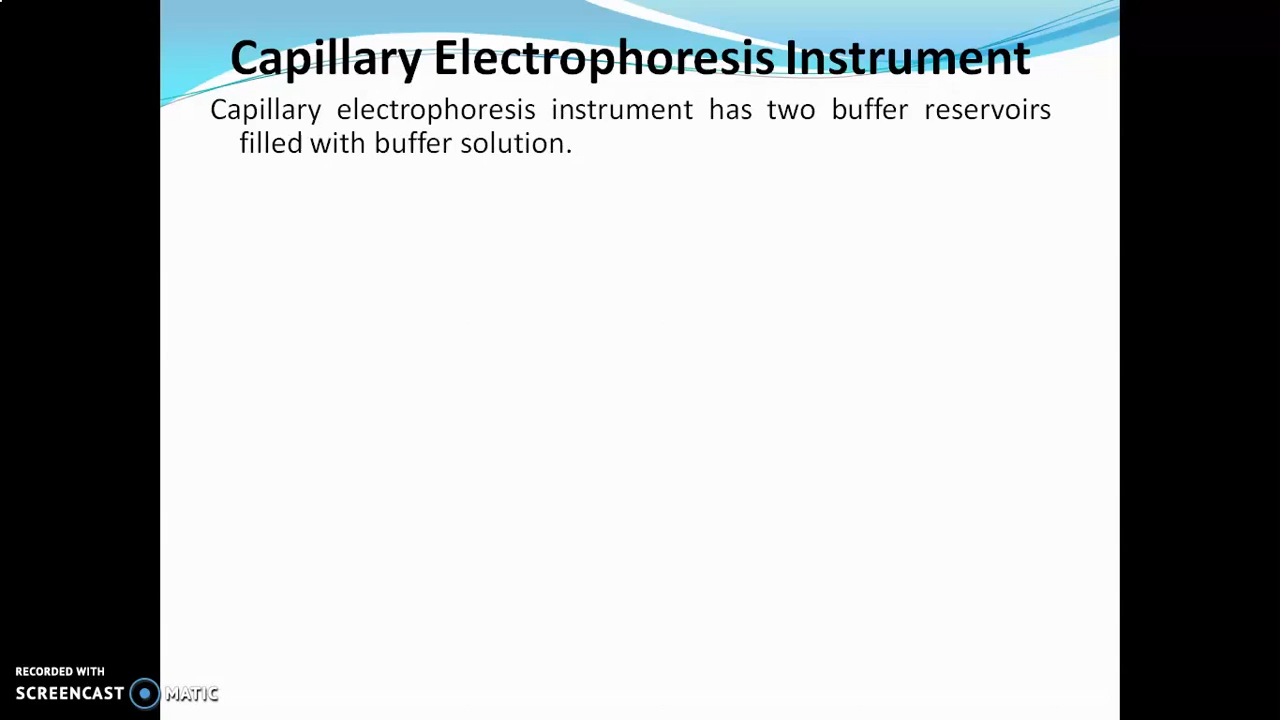 Capillary Electrophoresis Instrument
Capillary electrophoresis instrument has two buffer reservoirs
filled with buffer solution.
RECORDED WITH
SCREENCAST MATIC